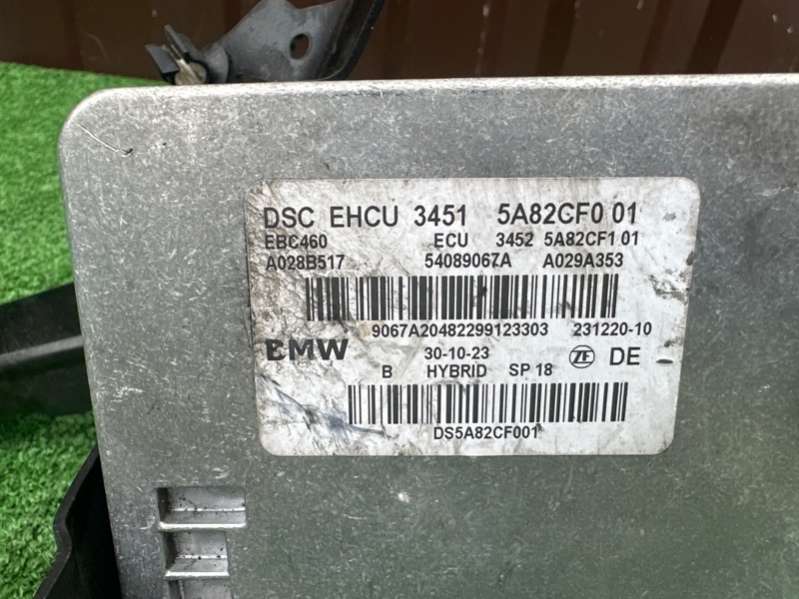 DSC EHCU 3451 5A82CF0 01
EBC460 ECU 3452 5A82CF1 01
A028B517 54089067A A029A353
9067A20482299123303 231220-10
BMW 30-10-23 ZF DE
B HYBRID SP 18
DS5A82CF001